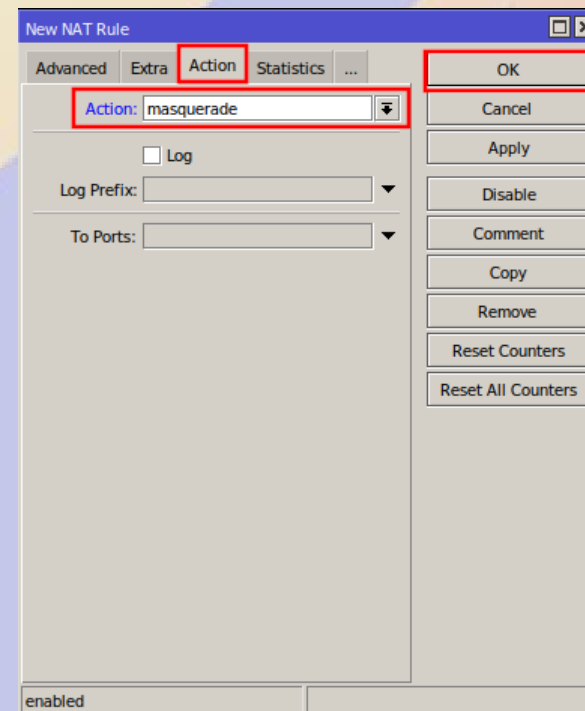 New NAT Rule
Advanced Extra Action Statistics ...
Action: masquerade
Log
Log Prefix:
To Ports:
OK
Cancel
Apply
Disable
Comment
Copy
Remove
Reset Counters
Reset All Counters
enabled